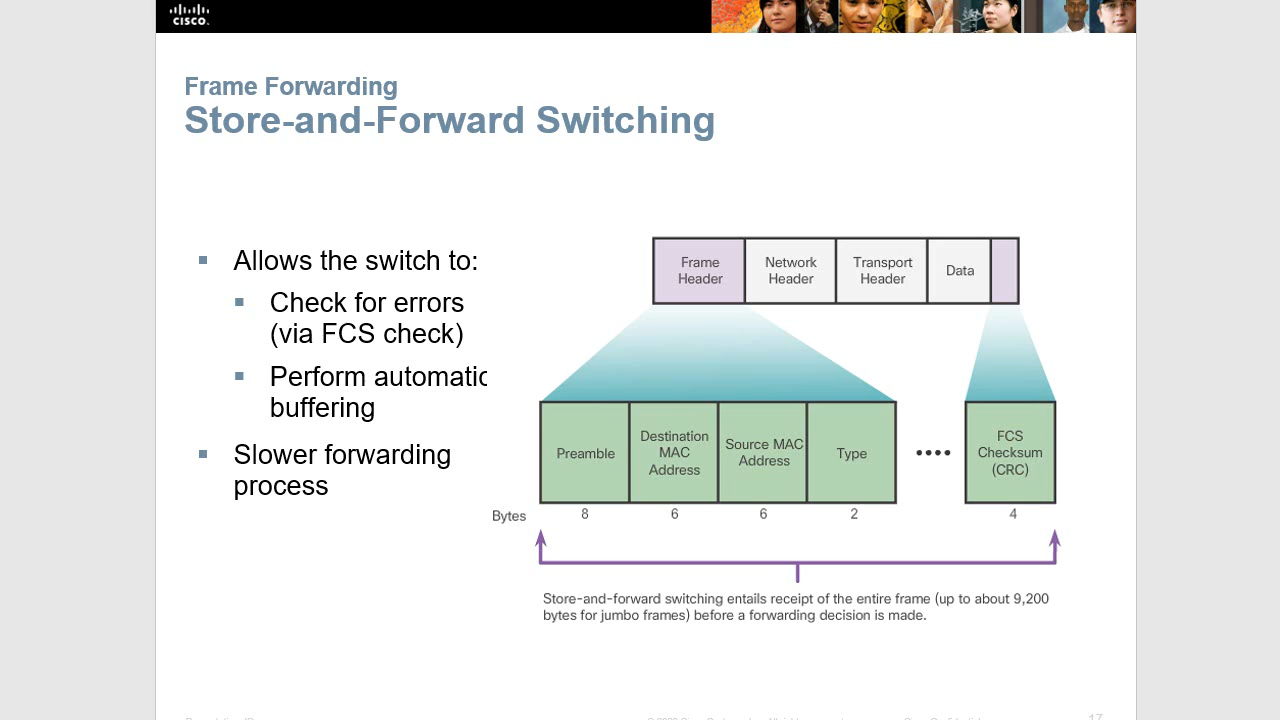 CISCO.
Frame Forwarding
Store-and-Forward Switching
Allows the switch to:
Check for errors
(via FCS check)
Perform automatic
buffering
Slower forwarding
process
Frame
Header
Network
Header
Transport
Header
Data
Preamble
Destination
MAC
Address
Source MAC
Address
Type
••••
FCS
Checksum
(CRC)
Bytes 8 6 6 2 4
Store-and-forward switching entails receipt of the entire frame (up to about 9,200
bytes for jumbo frames) before a forwarding decision is made.
17